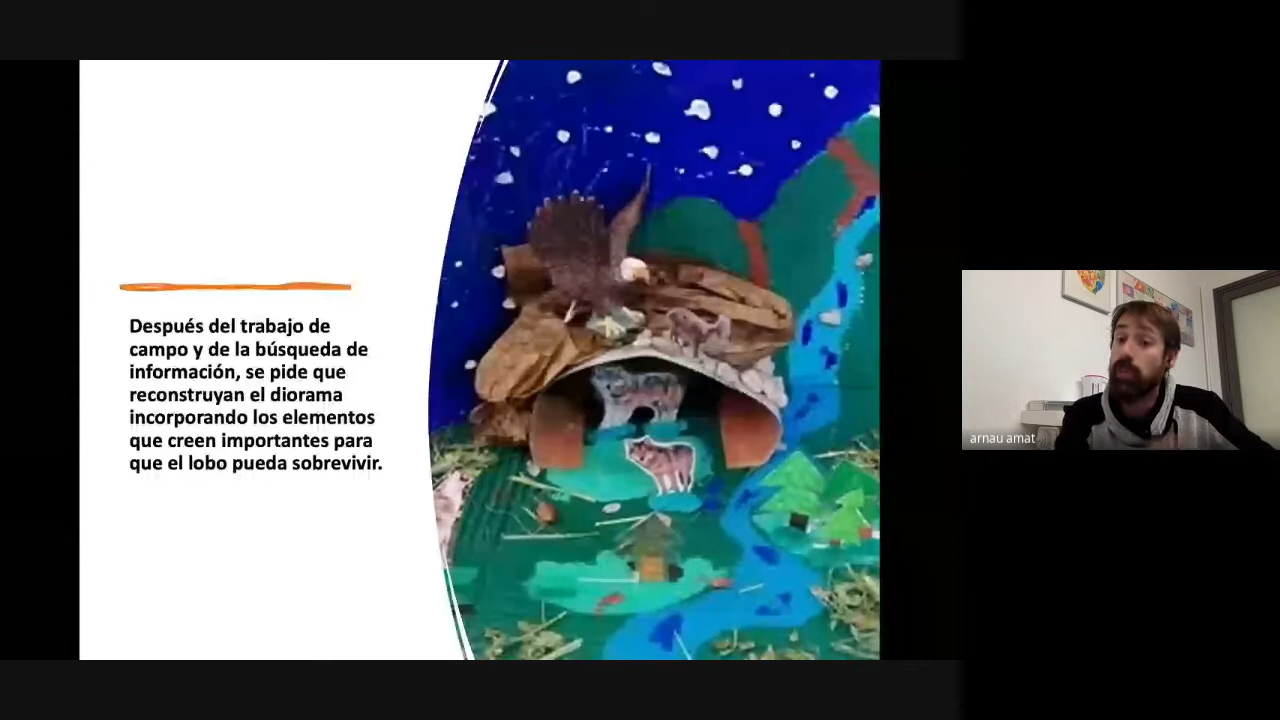 Después del trabajo de
campo y de la búsqueda de
información, se pide que
reconstruyan el diorama
incorporando los elementos
que creen importantes para
que el lobo pueda sobrevivir.
arnau amat